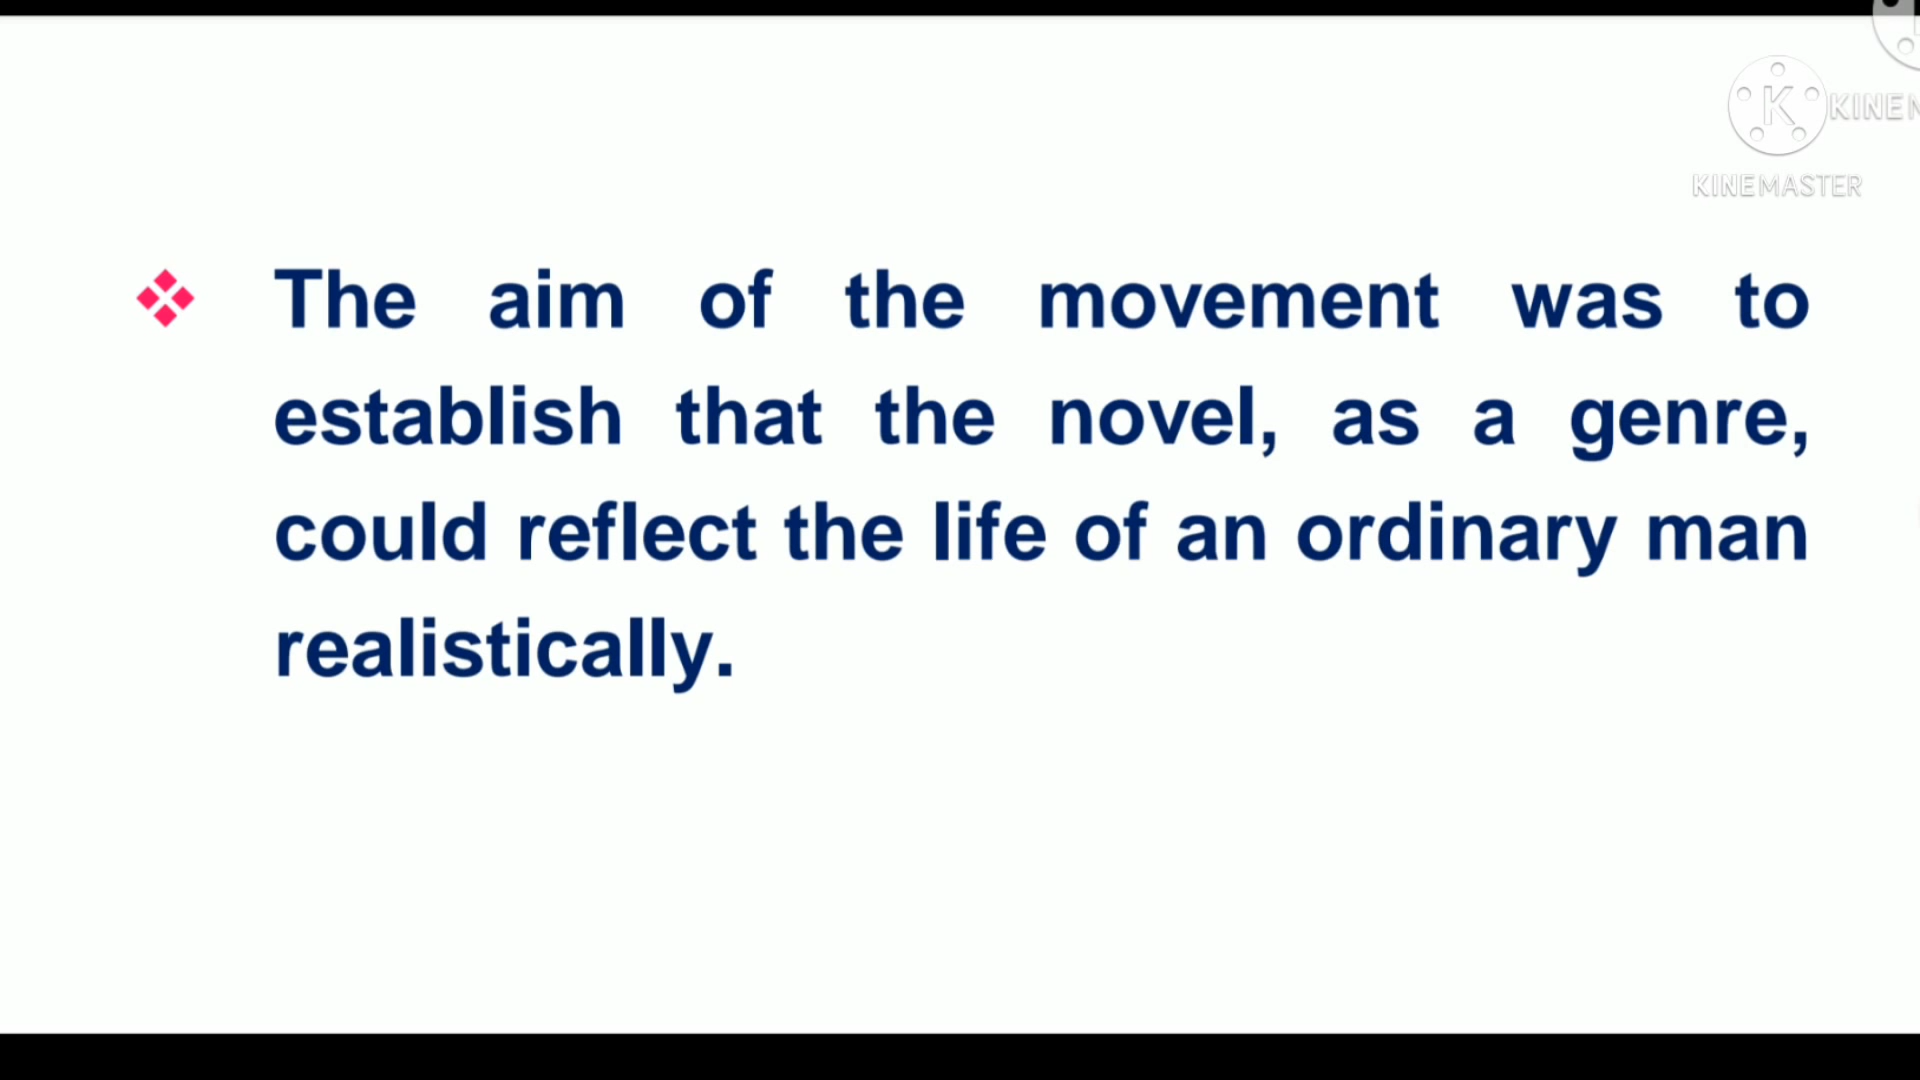 KINEM
KINEMASTER
The aim of the movement was to
establish that the novel, as a genre,
could reflect the life of an ordinary man
realistically.